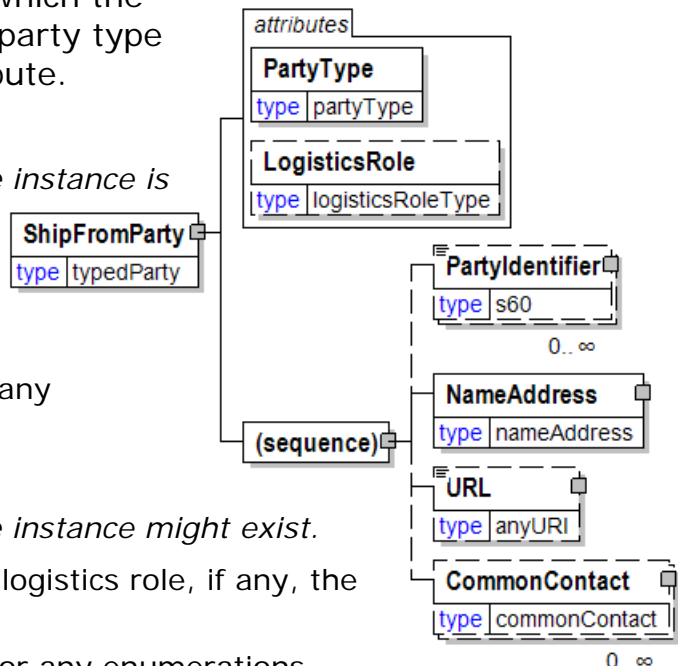 which the
party type
bute.
e instance is
any
e instance might exist.
logistics role, if any, the
or any enumerations
attributes
PartyType
type partyType
LogisticsRole
type logisticsRoleType
ShipFromParty
type typedParty
(sequence)
PartyIdentifier
type s60
0.. ∞
NameAddress
type nameAddress
URL
type anyURI
CommonContact
type commonContact
0.. ∞